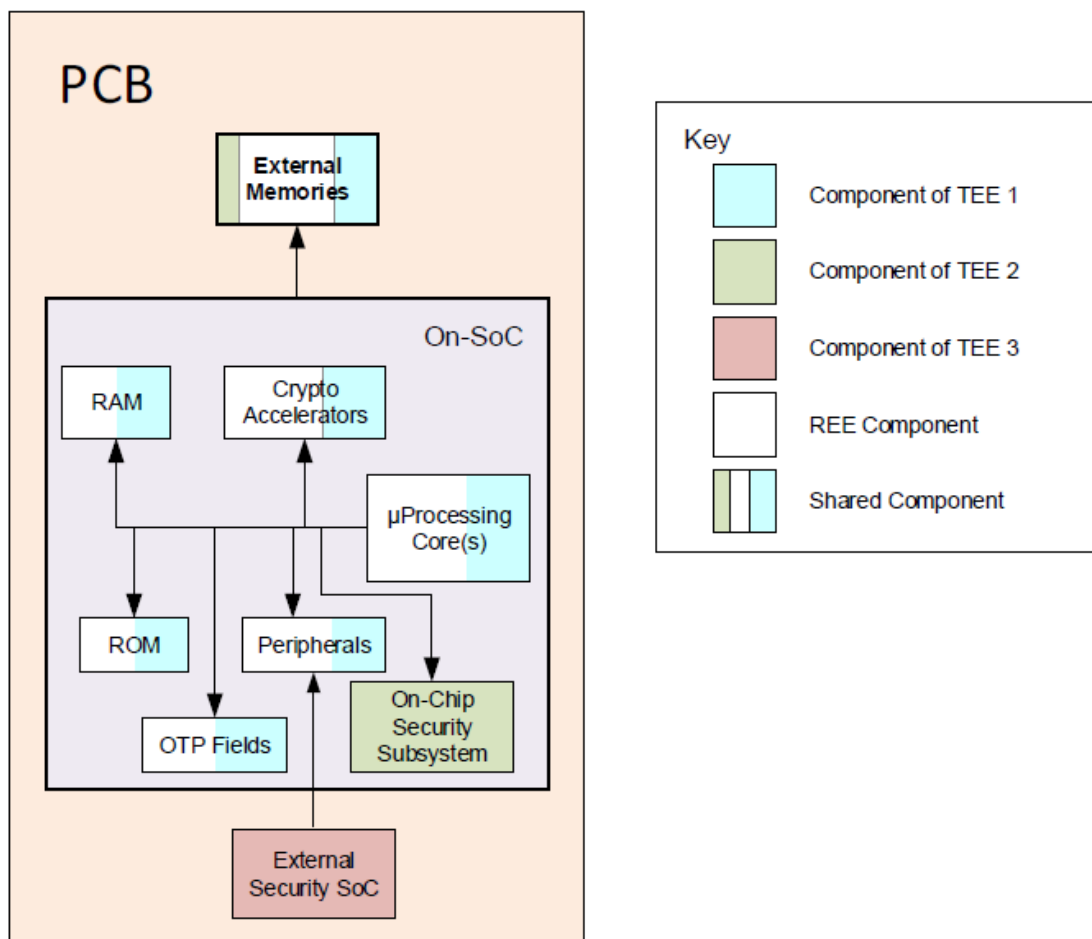 PCB
External
Memories
On-SoC
RAM
Crypto
Accelerators
µProcessing
Core(s)
ROM
Peripherals
On-Chip
Security
Subsystem
OTP Fields
External
Security SoC
Key
Component of TEE 1
Component of TEE 2
Component of TEE 3
REE Component
Shared Component